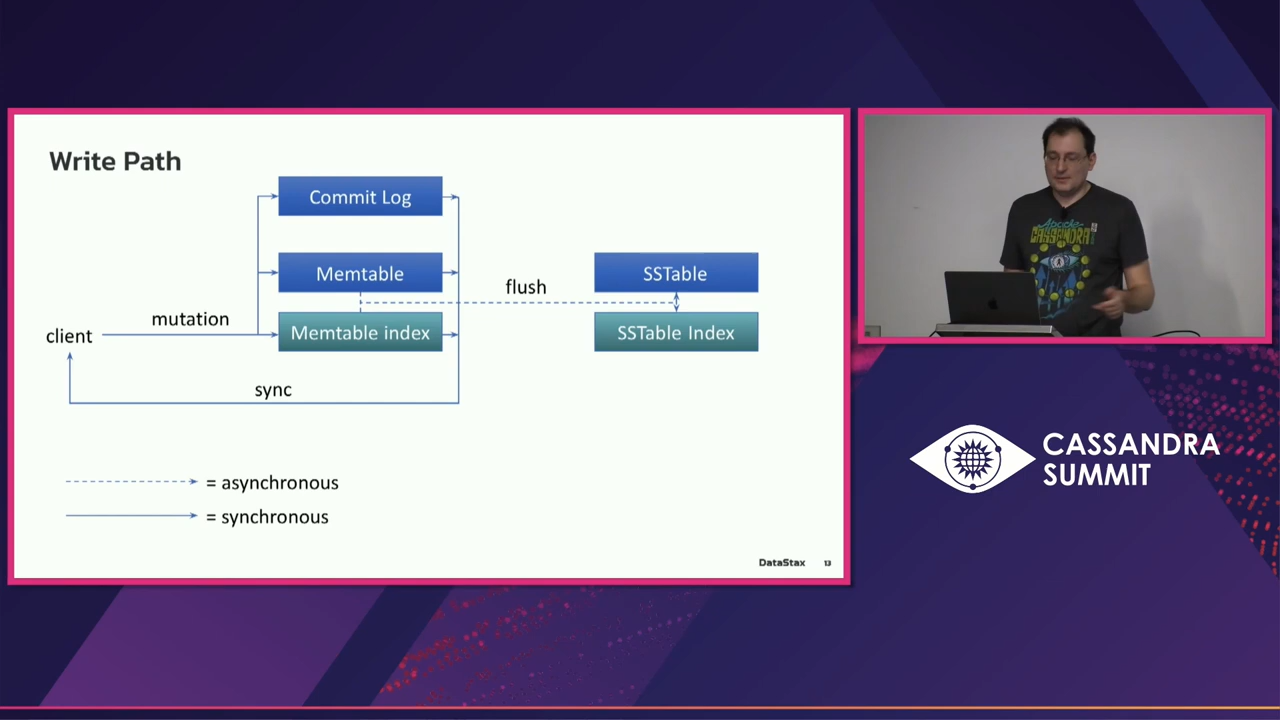 Write Path
Commit Log
Memtable
SSTable
flush
mutation
client
Memtable index
SSTable Index
sync
= asynchronous
= synchronous
DataStax
13
CASSANDRA
CASSANDRA
SUMMIT